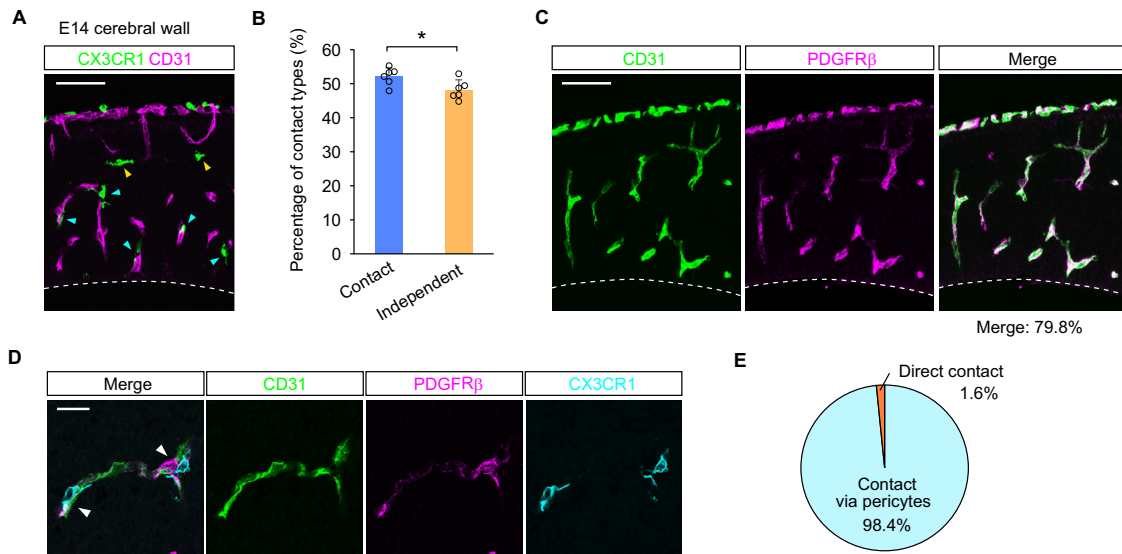 A
E14 cerebral wall
CX3CR1 CD31
B
Percentage of contact types (%)
60
50
40
30
20
10
0
*
Contact
Independent
C
CD31
PDGFRβ
Merge
Merge: 79.8%
D
Merge
CD31
PDGFRβ
CX3CR1
E
Direct contact
1.6%
Contact
via pericytes
98.4%